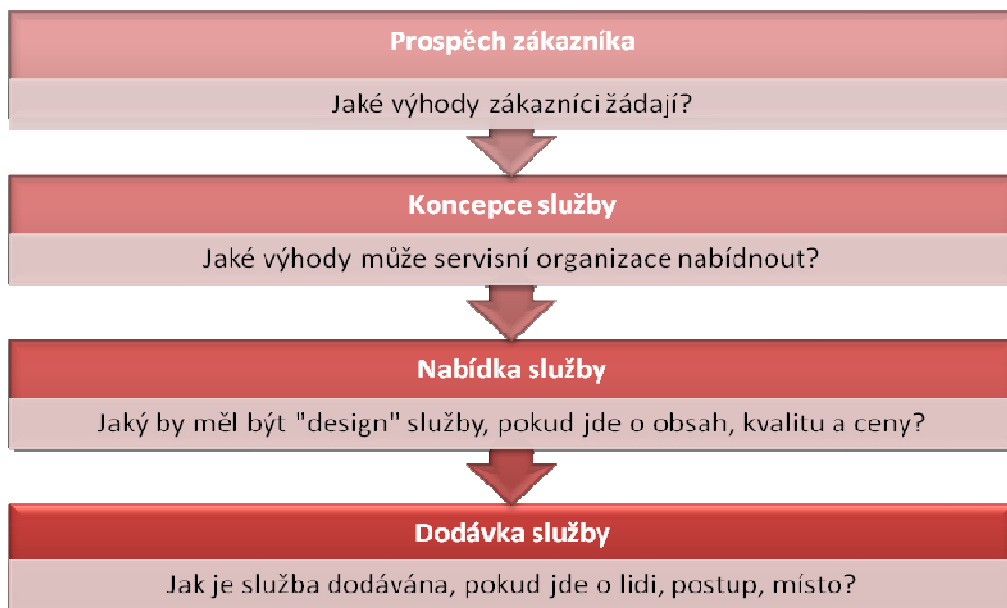 Prospěch zákazníka
Jaké výhody zákazníci žádají?
Koncepce služby
Jaké výhody může servisní organizace nabídnout?
Nabídka služby
Jaký by měl být "design" služby, pokud jde o obsah, kvalitu a ceny?
Dodávka služby
Jak je služba dodávána, pokud jde o lidi, postup, místo?